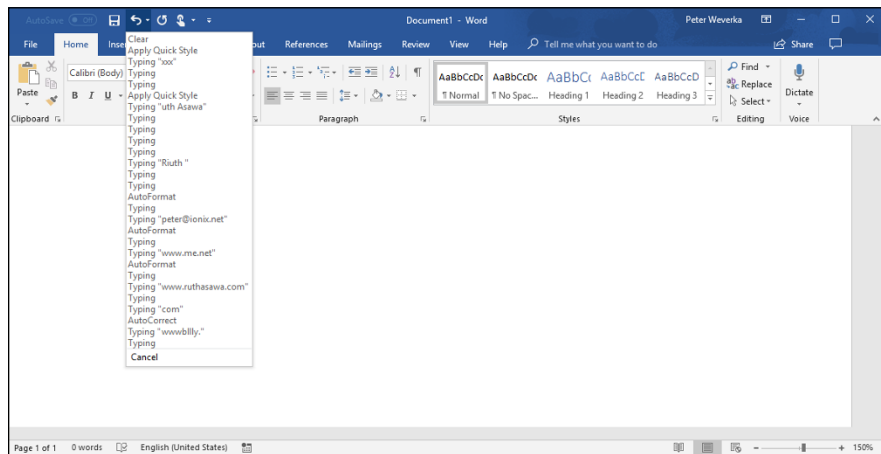 AutoSave Off Document1 - Word Peter Weverka
File Home Inser out References Mailings Review View Help Tell me what you want to do Share
Clear
Apply Quick Style
Typing "xxx"
Typing
Typing
Apply Quick Style
Typing "uth Asawa"
Typing
Typing
Typing
Typing
Typing "Riuth "
Typing
Typing
AutoFormat
Typing
Typing "peter@ionix.net"
AutoFormat
Typing
Typing "www.me.net"
AutoFormat
Typing
Typing "www.ruthasawa.com"
Typing
Typing "com"
AutoCorrect
Typing "wwwbllly."
Typing
Cancel
Paste
Calibri (Body)
B I U
AaBbCcDc AaBbCcDc AaBbCc AaBbCcC AaBbCcD
¶ Normal ¶ No Spac... Heading 1 Heading 2 Heading 3
Find
Replace
Select
Dictate
Clipboard Paragraph Styles Editing Voice
Page 1 of 1 0 words English (United States) 150%